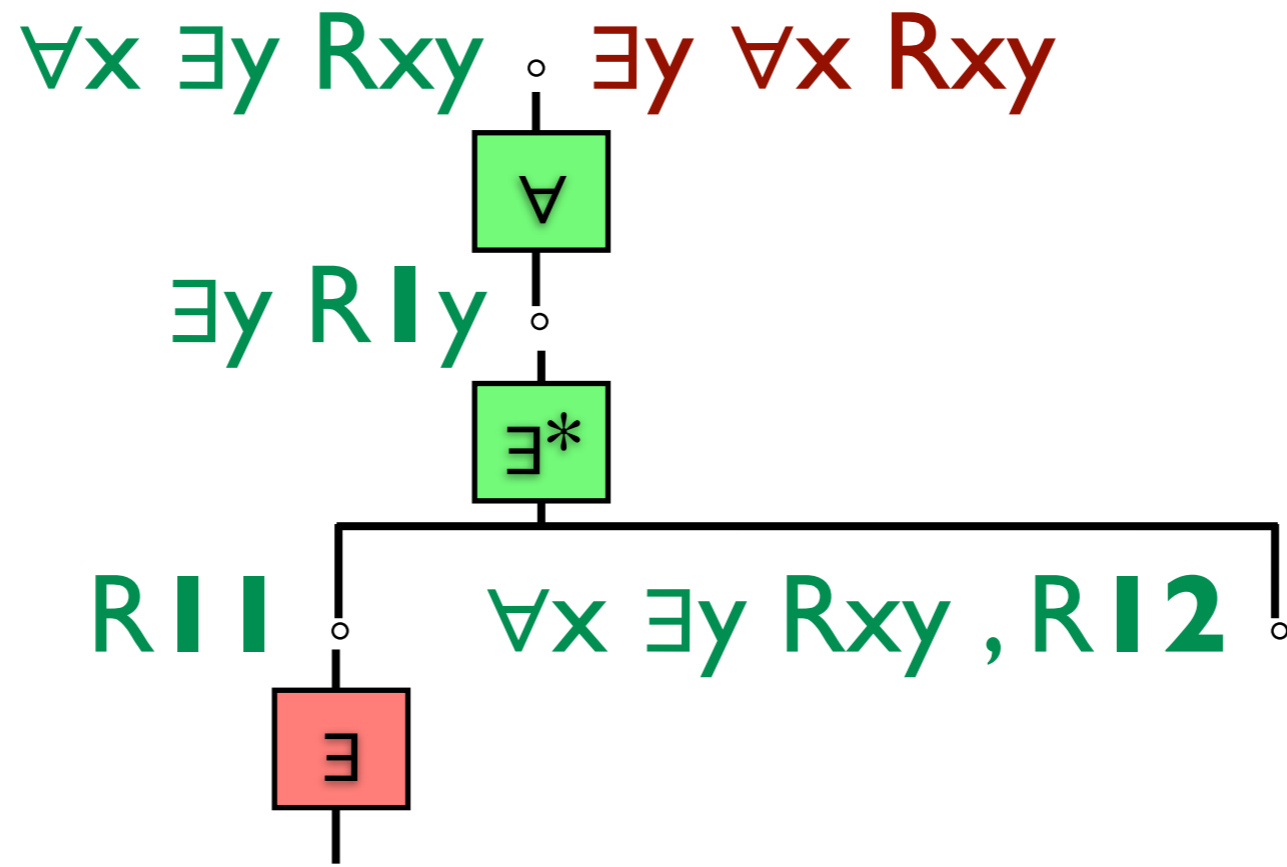 ∀x ∃y Rxy ∘ ∃y ∀x Rxy
∀
∃y R1y ∘
∃*
R11 ∘ ∀x ∃y Rxy , R12 ∘
∃